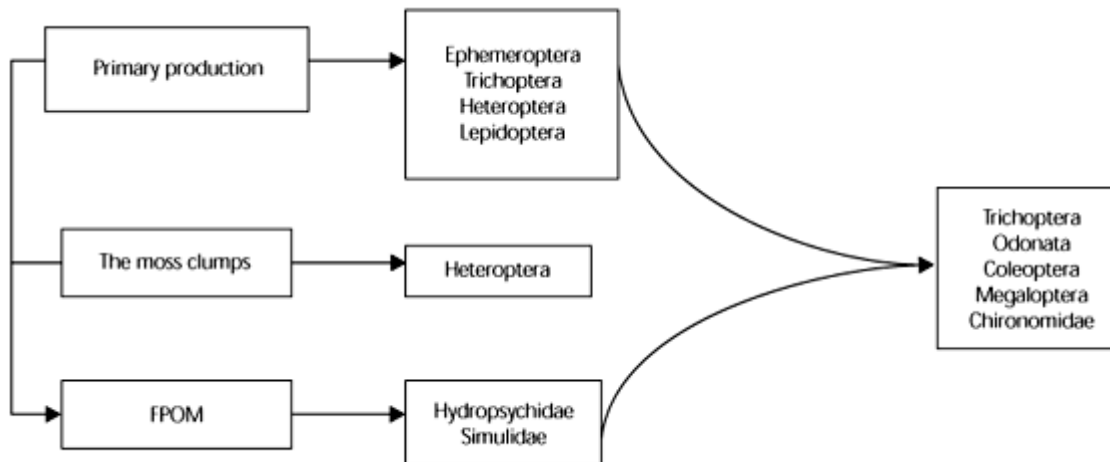 Primary production
Ephemeroptera
Trichoptera
Heteroptera
Lepidoptera
The moss clumps
Heteroptera
FPOM
Hydropsychidae
Simulidae
Trichoptera
Odonata
Coleoptera
Megaloptera
Chironomidae